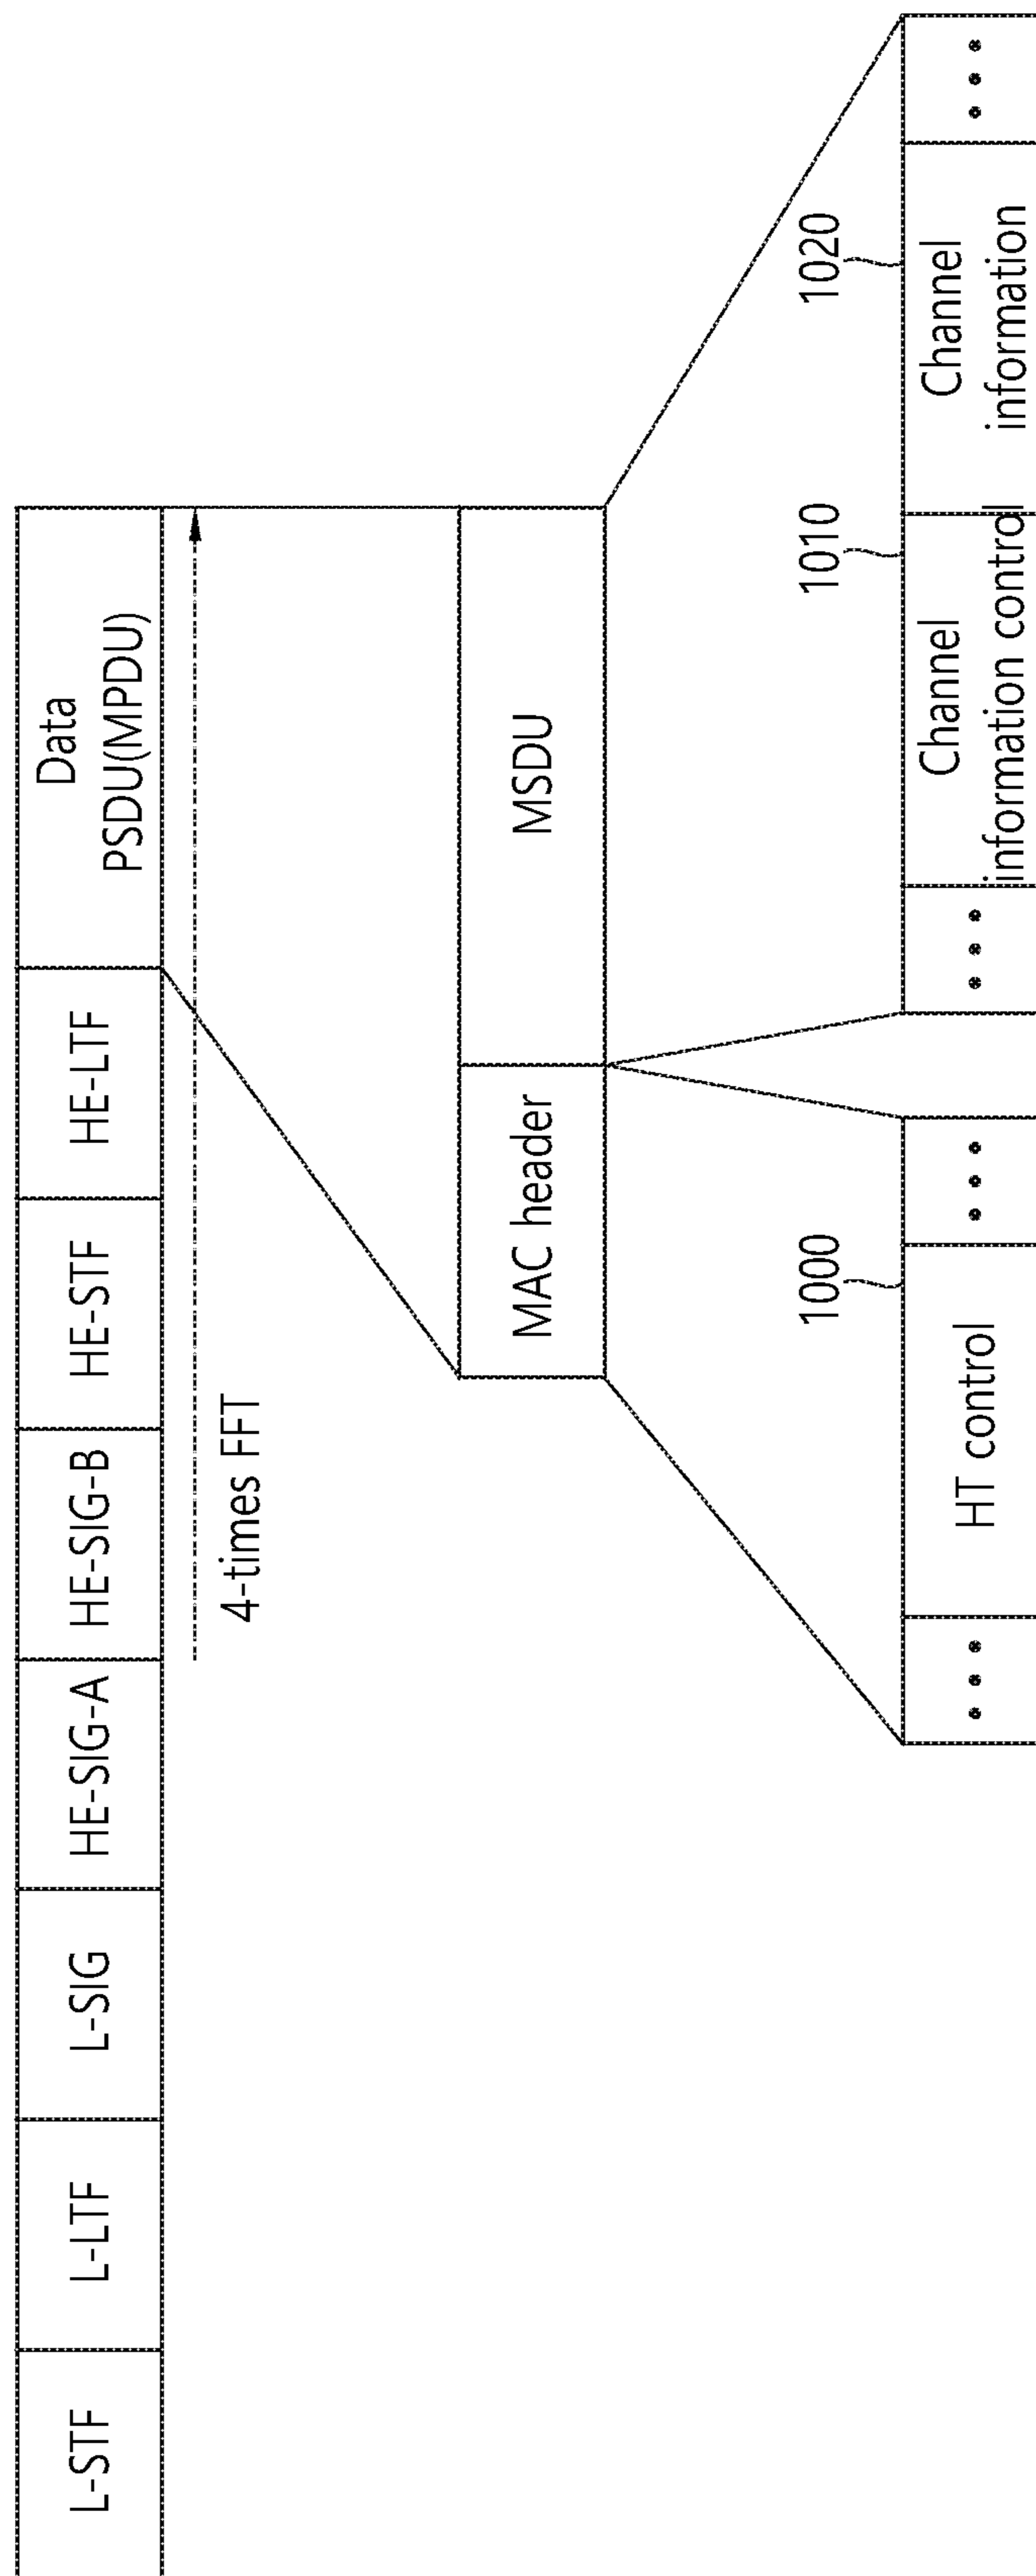 L-STF
L-LTF
L-SIG
HE-SIG-A
HE-SIG-B
HE-STF
HE-LTF
Data
PSDU(MPDU)
4-times FFT
MAC header
MSDU
1000
1010
1020
• • •
HT control
• • •
• • •
Channel
information control
Channel
information
• • •